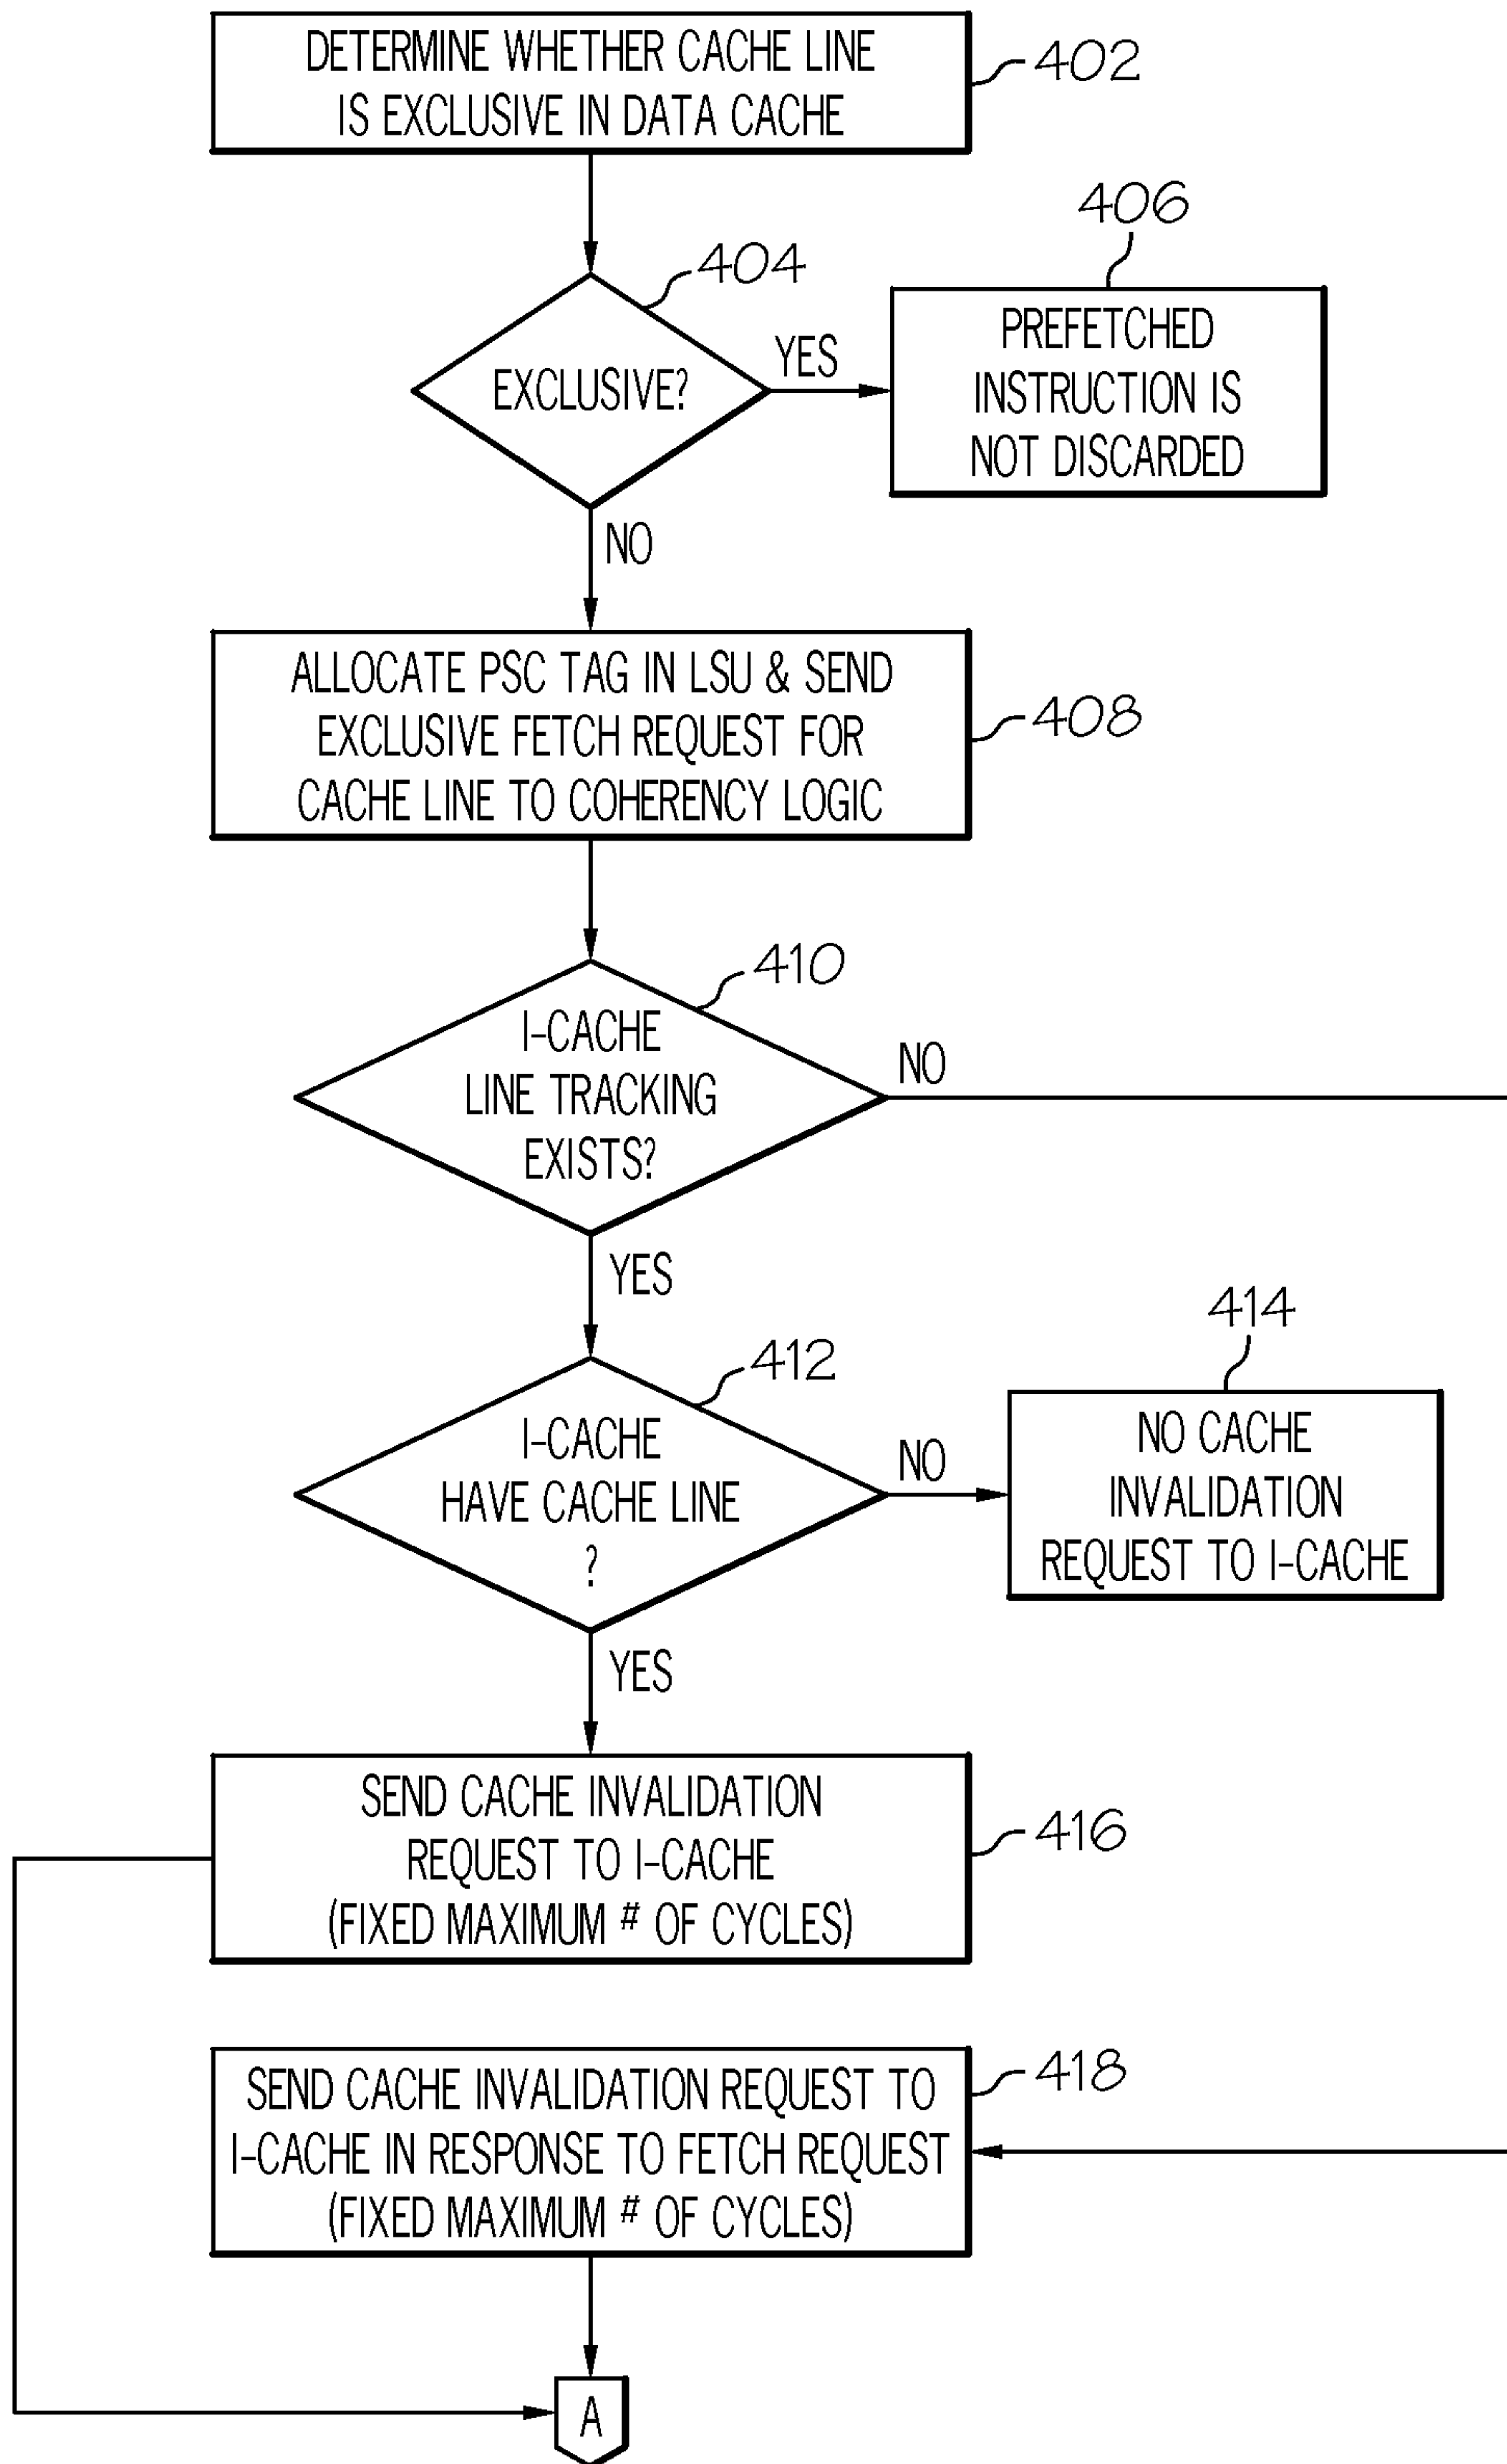 DETERMINE WHETHER CACHE LINE
IS EXCLUSIVE IN DATA CACHE
402
404
EXCLUSIVE?
YES
406
PREFETCHED
INSTRUCTION IS
NOT DISCARDED
NO
ALLOCATE PSC TAG IN LSU & SEND
EXCLUSIVE FETCH REQUEST FOR
CACHE LINE TO COHERENCY LOGIC
408
410
I-CACHE
LINE TRACKING
EXISTS?
NO
YES
412
I-CACHE
HAVE CACHE LINE
?
NO
414
NO CACHE
INVALIDATION
REQUEST TO I-CACHE
YES
SEND CACHE INVALIDATION
REQUEST TO I-CACHE
(FIXED MAXIMUM # OF CYCLES)
416
SEND CACHE INVALIDATION REQUEST TO
I-CACHE IN RESPONSE TO FETCH REQUEST
(FIXED MAXIMUM # OF CYCLES)
418
A